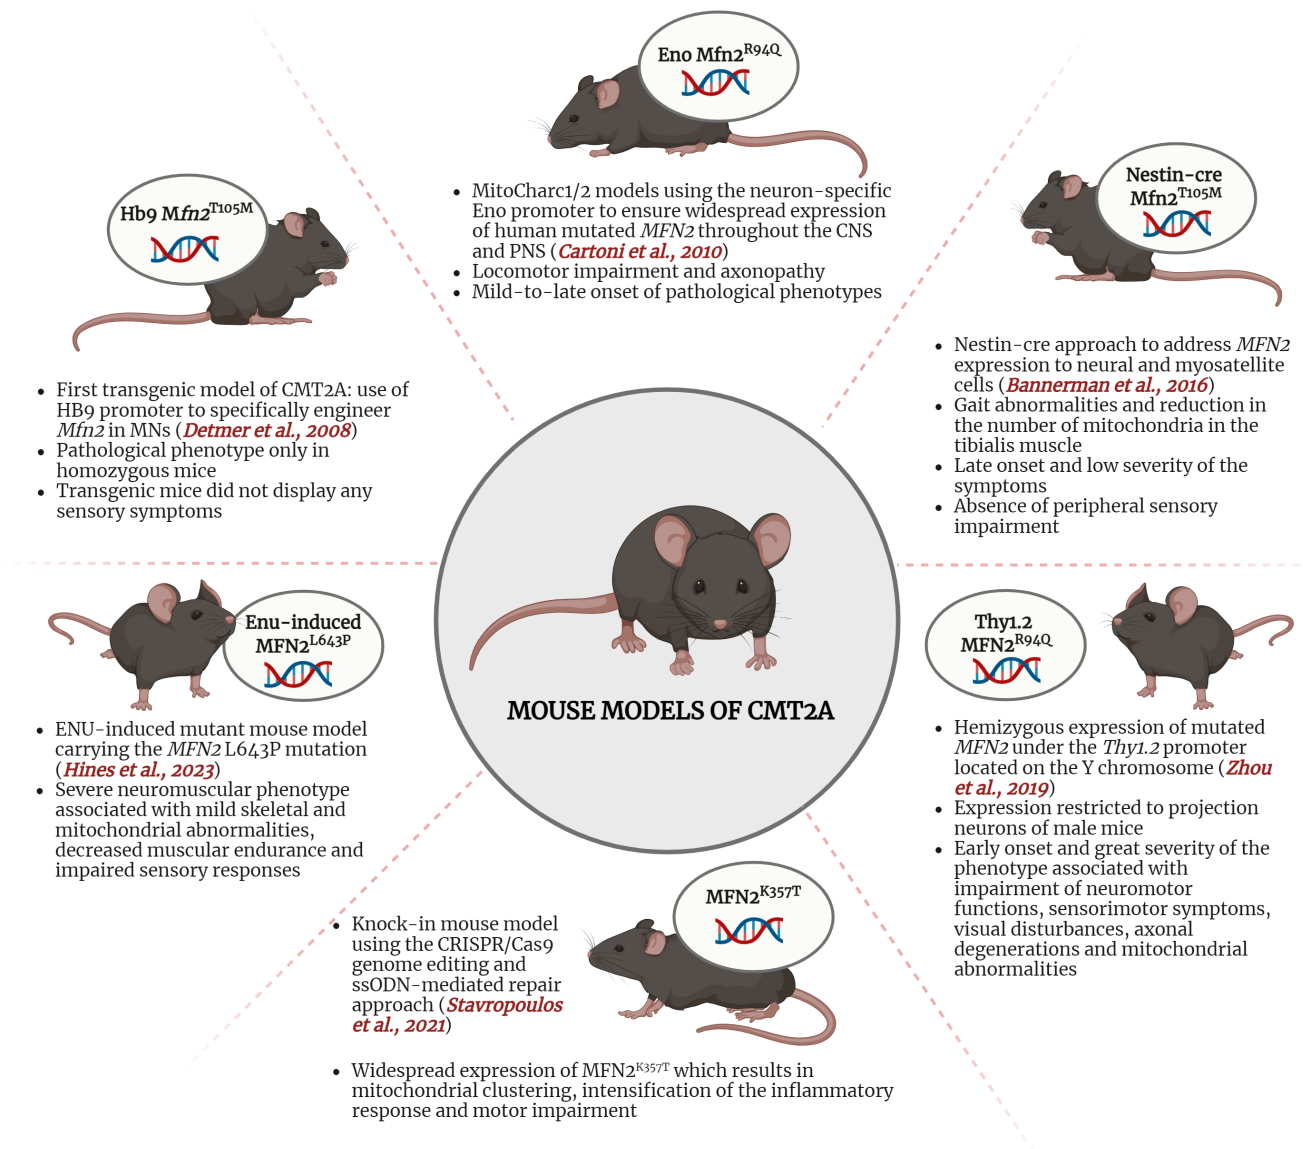 Eno Mfn2R94Q
MitoCharc1/2 models using the neuron-specific
Eno promoter to ensure widespread expression
of human mutated MFN2 throughout the CNS
and PNS (Cartoni et al., 2010)
Locomotor impairment and axonopathy
Mild-to-late onset of pathological phenotypes
Hb9 Mfn2T105M
First transgenic model of CMT2A: use of
HB9 promoter to specifically engineer
Mfn2 in MNs (Detmer et al., 2008)
Pathological phenotype only in
homozygous mice
Transgenic mice did not display any
sensory symptoms
Nestin-cre
Mfn2T105M
Nestin-cre approach to address MFN2
expression to neural and myosatellite
cells (Bannerman et al., 2016)
Gait abnormalities and reduction in
the number of mitochondria in the
tibialis muscle
Late onset and low severity of the
symptoms
Absence of peripheral sensory
impairment
MOUSE MODELS OF CMT2A
Enu-induced
MFN2L643P
ENU-induced mutant mouse model
carrying the MFN2 L643P mutation
(Hines et al., 2023)
Severe neuromuscular phenotype
associated with mild skeletal and
mitochondrial abnormalities,
decreased muscular endurance and
impaired sensory responses
Thy1.2
MFN2R94Q
Hemizygous expression of mutated
MFN2 under the Thy1.2 promoter
located on the Y chromosome (Zhou
et al., 2019)
Expression restricted to projection
neurons of male mice
Early onset and great severity of the
phenotype associated with
impairment of neuromotor
functions, sensorimotor symptoms,
visual disturbances, axonal
degenerations and mitochondrial
abnormalities
MFN2K357T
Knock-in mouse model
using the CRISPR/Cas9
genome editing and
ssODN-mediated repair
approach (Stavropoulos
et al., 2021)
Widespread expression of MFN2K357T which results in
mitochondrial clustering, intensification of the inflammatory
response and motor impairment